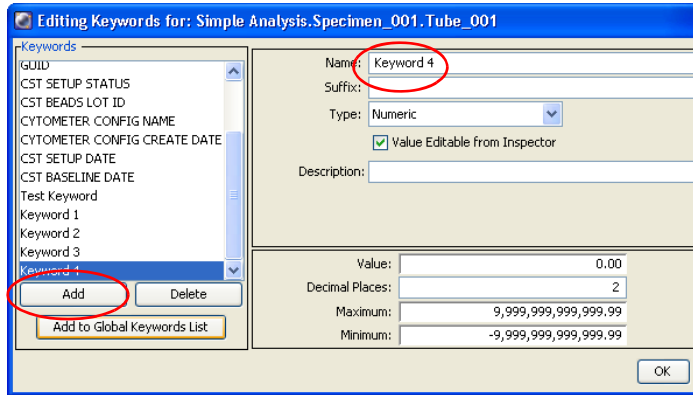 Editing Keywords for: Simple Analysis.Specimen_001.Tube_001
Keywords
GUID
CST SETUP STATUS
CST BEADS LOT ID
CYTOMETER CONFIG NAME
CYTOMETER CONFIG CREATE DATE
CST SETUP DATE
CST BASELINE DATE
Test Keyword
Keyword 1
Keyword 2
Keyword 3
Keyword 4
Add
Delete
Add to Global Keywords List
Name: Keyword 4
Suffix:
Type: Numeric
Value Editable from Inspector
Description:
Value: 0.00
Decimal Places: 2
Maximum: 9,999,999,999,999.99
Minimum: -9,999,999,999,999.99
OK